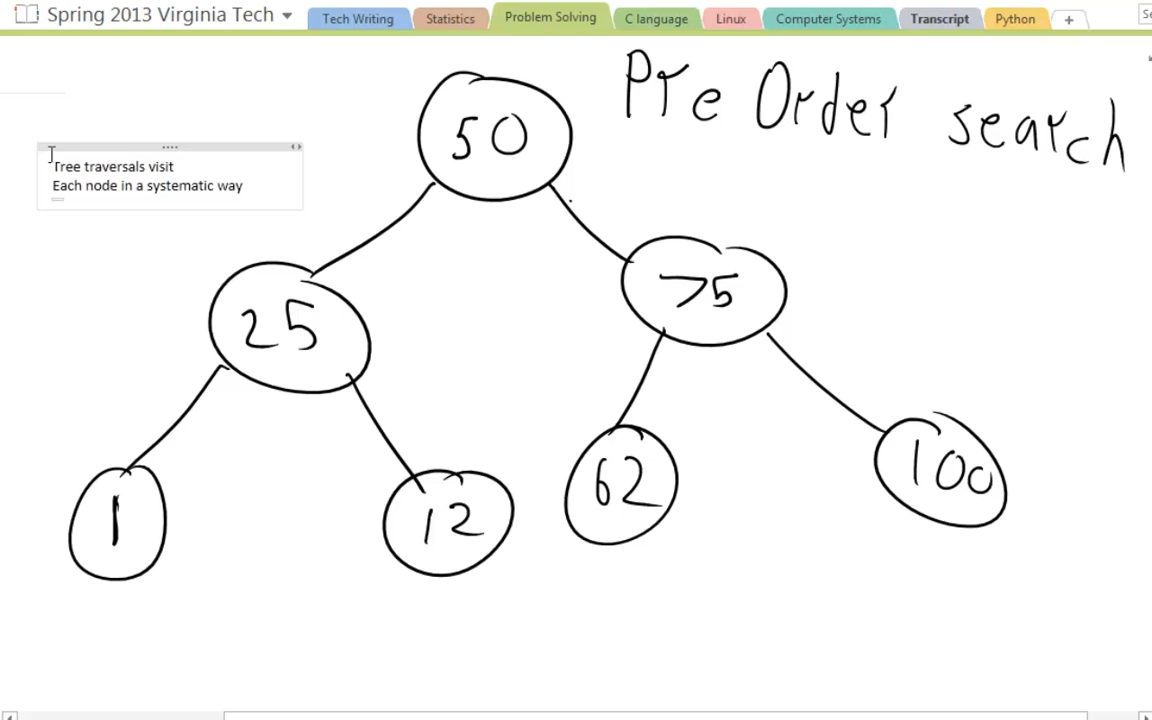 Spring 2013 Virginia Tech
Tech Writing Statistics Problem Solving C language Linux Computer Systems Transcript Python +
Pre Order search
50
Tree traversals visit
Each node in a systematic way
25 75
1 12 62 100